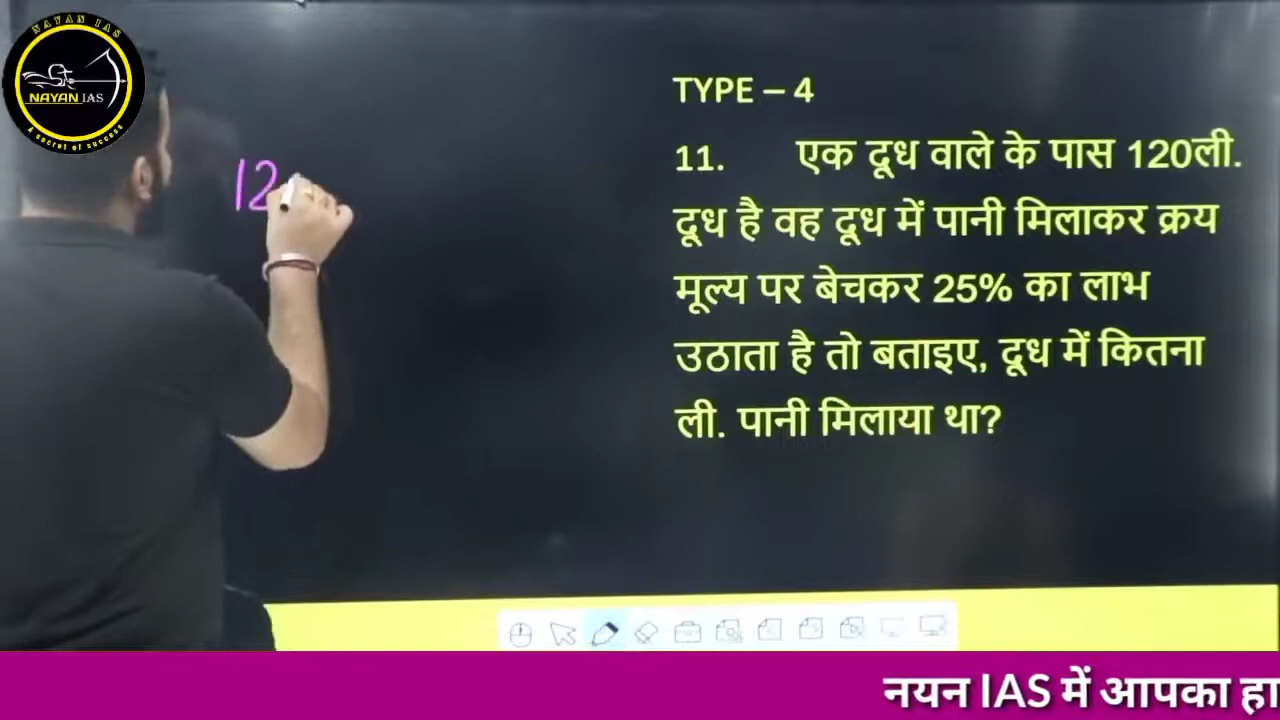 NAYAN IAS
NAYAN IAS
A secret of success
TYPE – 4
11. एक दूध वाले के पास 120ली.
दूध है वह दूध में पानी मिलाकर क्रय
मूल्य पर बेचकर 25% का लाभ
उठाता है तो बताइए, दूध में कितना
ली. पानी मिलाया था?
12
नयन IAS में आपका हा